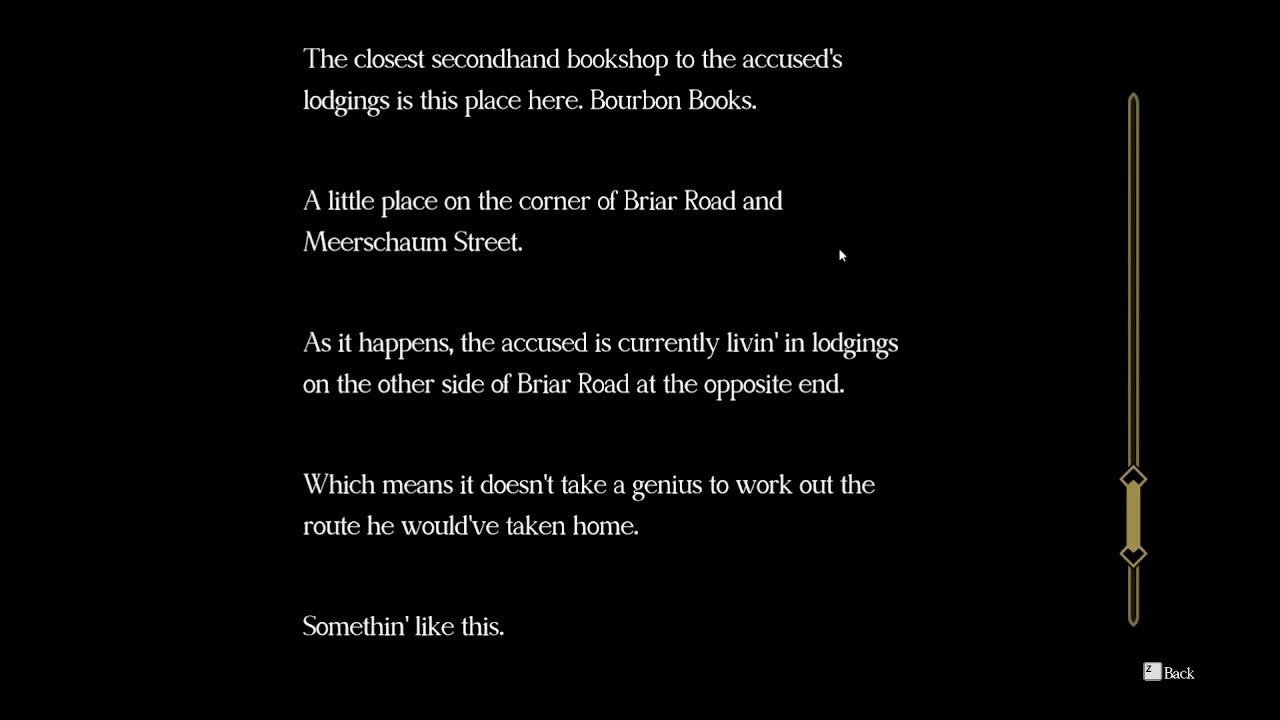 The closest secondhand bookshop to the accused's
lodgings is this place here. Bourbon Books.
A little place on the corner of Briar Road and
Meerschaum Street.
As it happens, the accused is currently livin' in lodgings
on the other side of Briar Road at the opposite end.
Which means it doesn't take a genius to work out the
route he would've taken home.
Somethin' like this.
Z Back